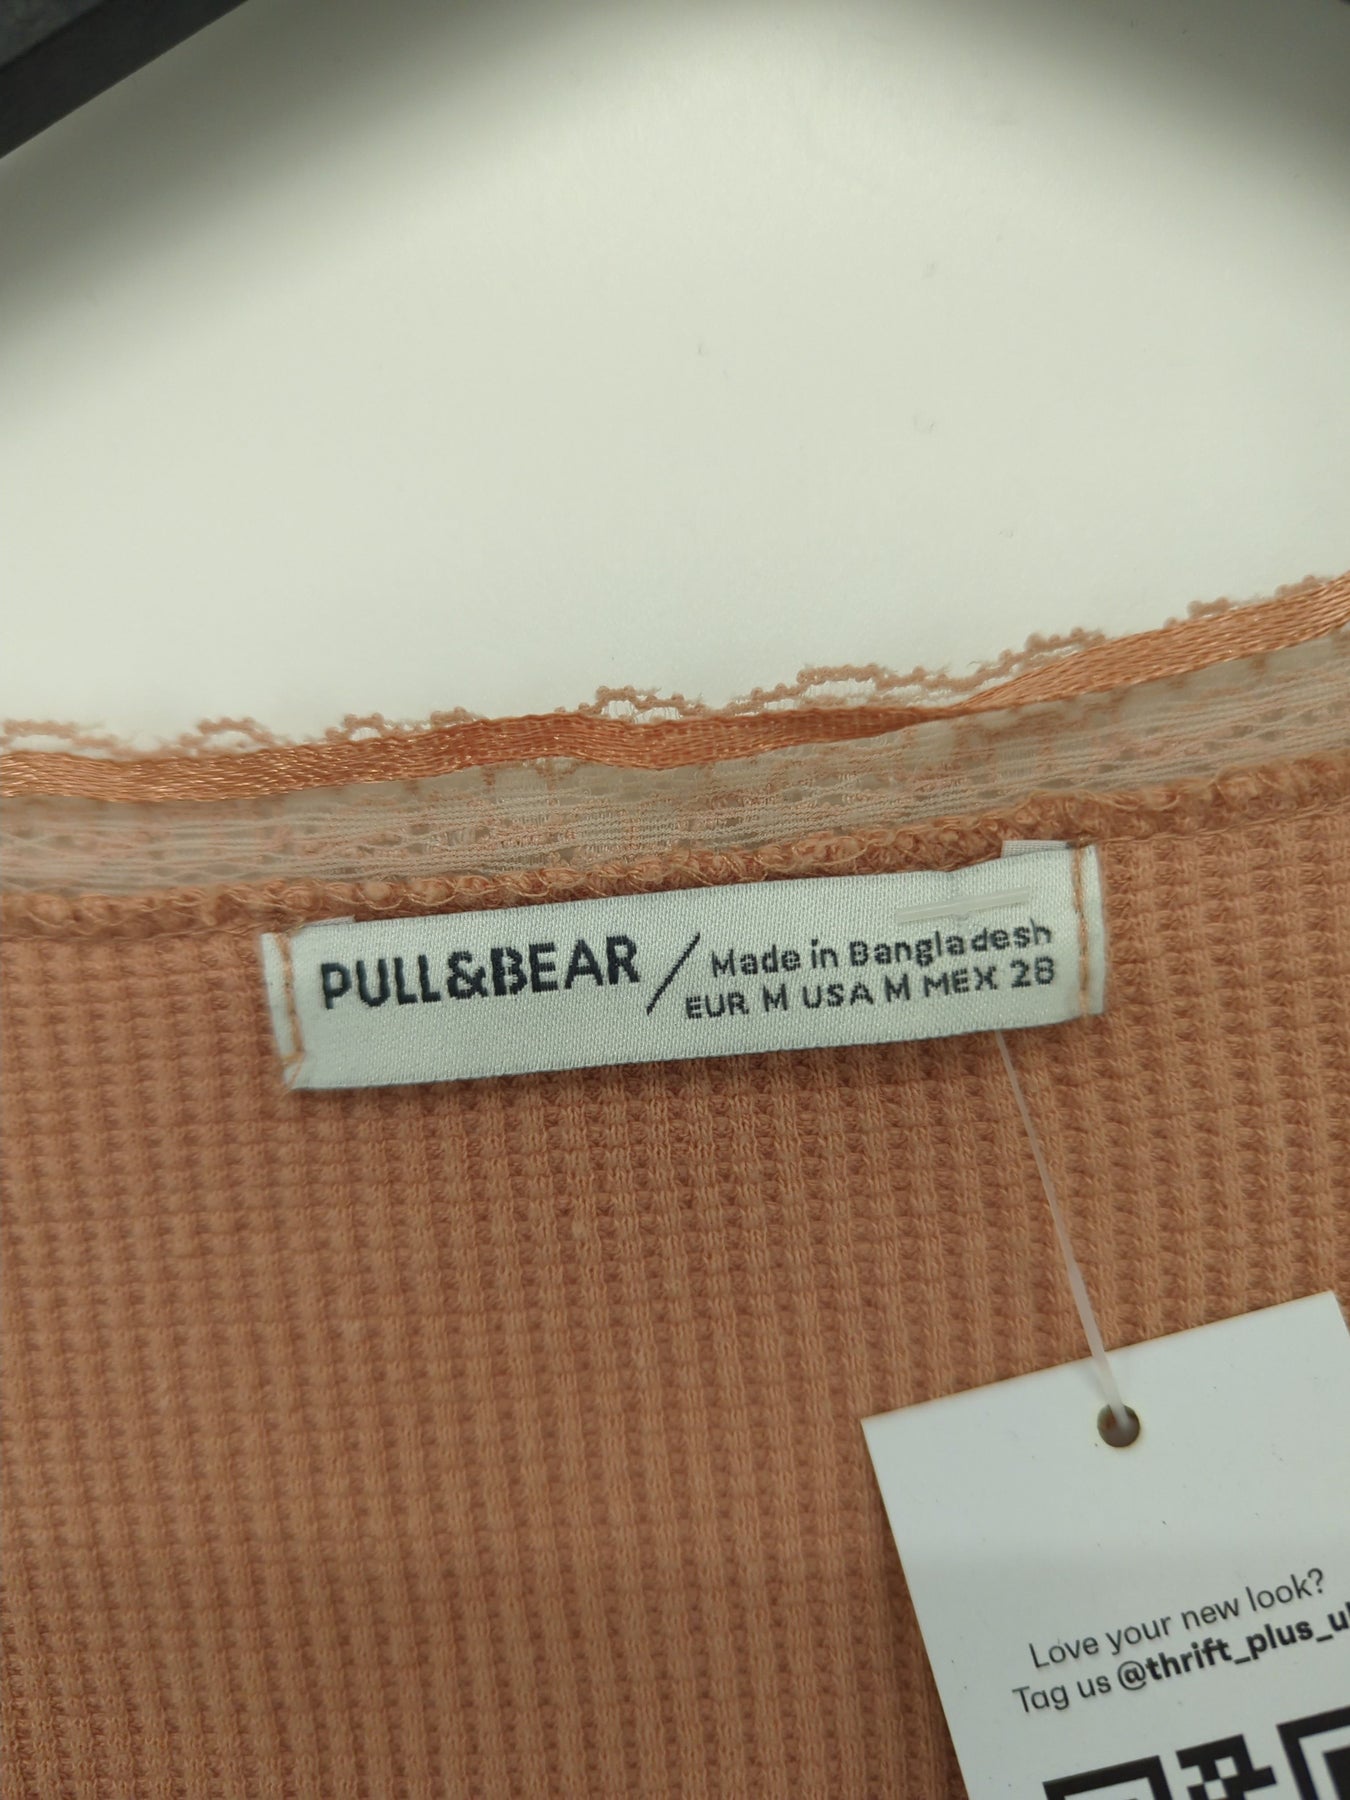 PULL&BEAR / Made in Bangladesh
EUR M USA M MEX 28
Love your new look?
Tag us @thrift_plus_u